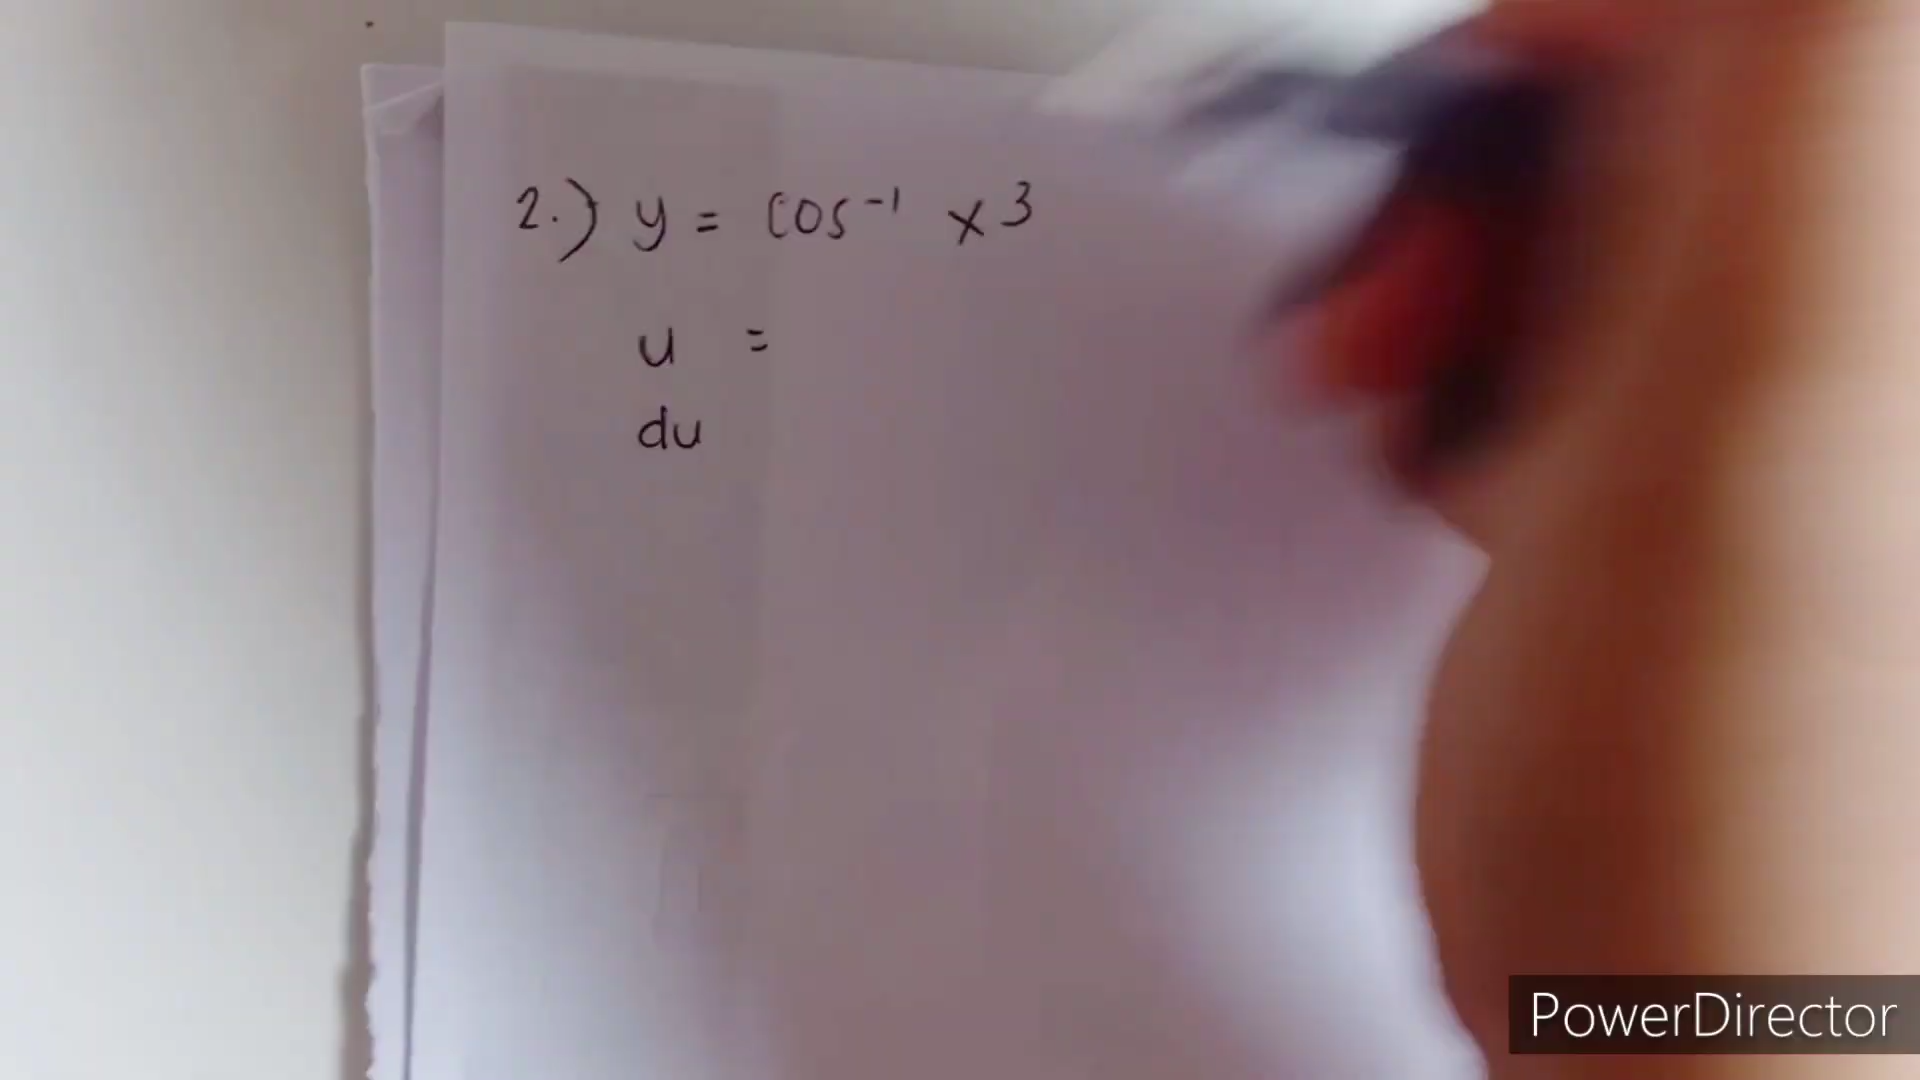 2.) y = cos⁻¹ x³
u =
du
PowerDirector